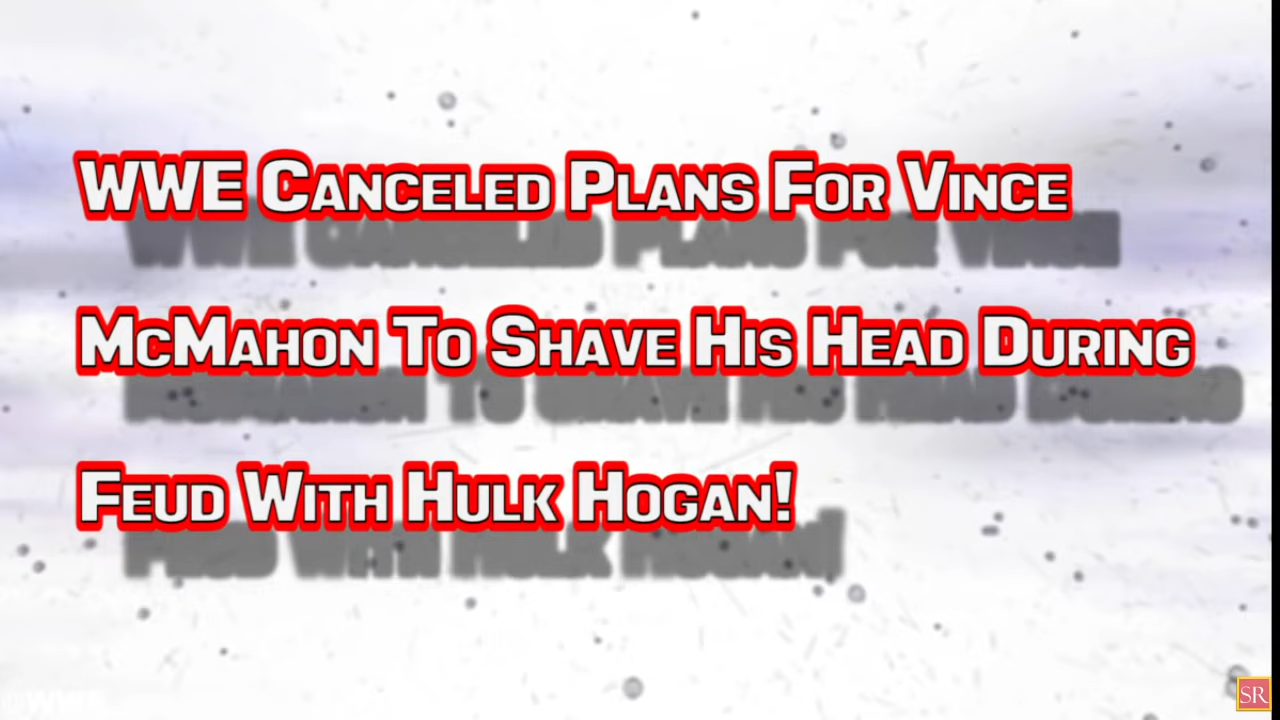 WWE CANCELED PLANS FOR VINCE
MCMAHON TO SHAVE HIS HEAD DURING
FEUD WITH HULK HOGAN!
SR